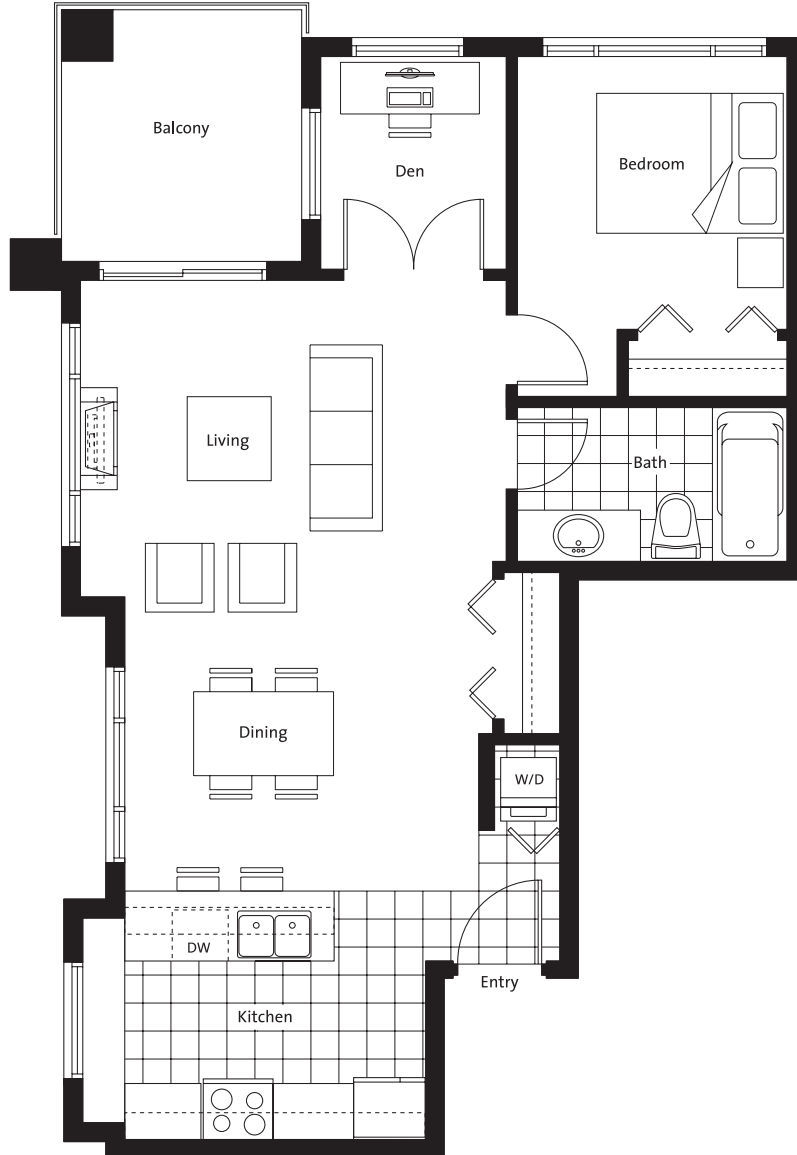 Balcony
Den
Bedroom
Living
Bath
Dining
W/D
DW
Entry
Kitchen